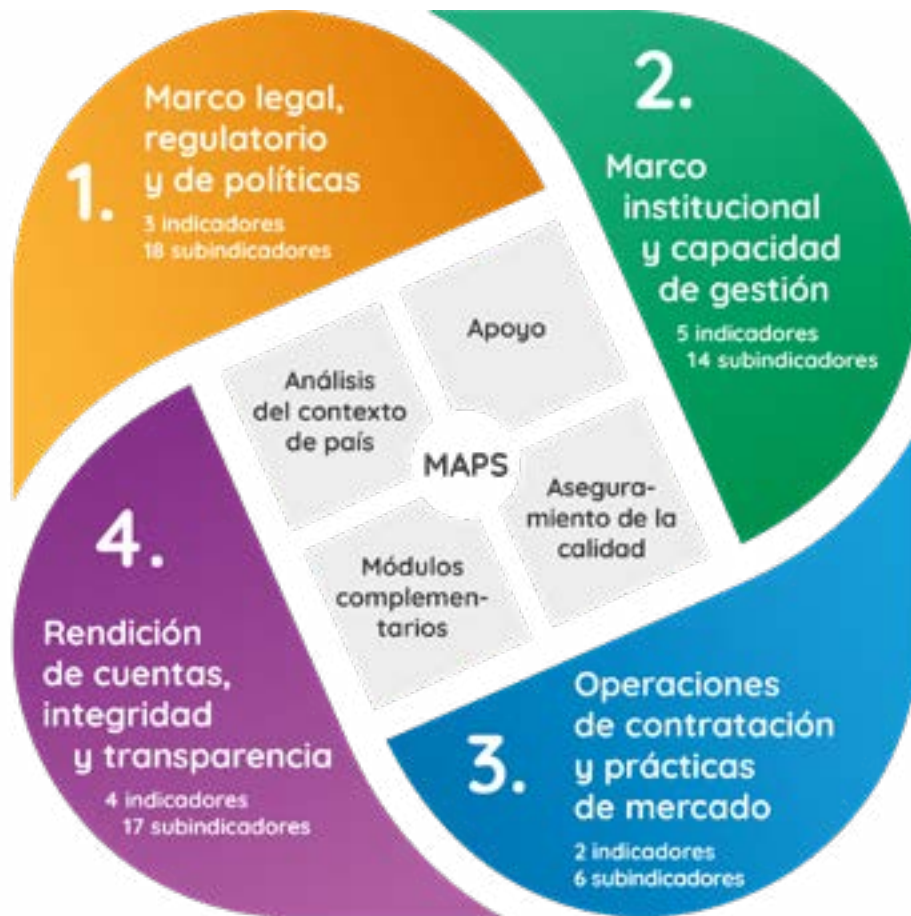 1.
Marco legal,
regulatorio
y de políticas
3 indicadores
18 subindicadores
2.
Marco
institucional
y capacidad
de gestión
5 indicadores
14 subindicadores
Apoyo
Análisis
del contexto
de país
MAPS
Asegura-
miento de la
calidad
Módulos
complemen-
tarios
3.
Operaciones
de contratación
y prácticas
de mercado
2 indicadores
6 subindicadores
4.
Rendición
de cuentas,
integridad
y transparencia
4 indicadores
17 subindicadores